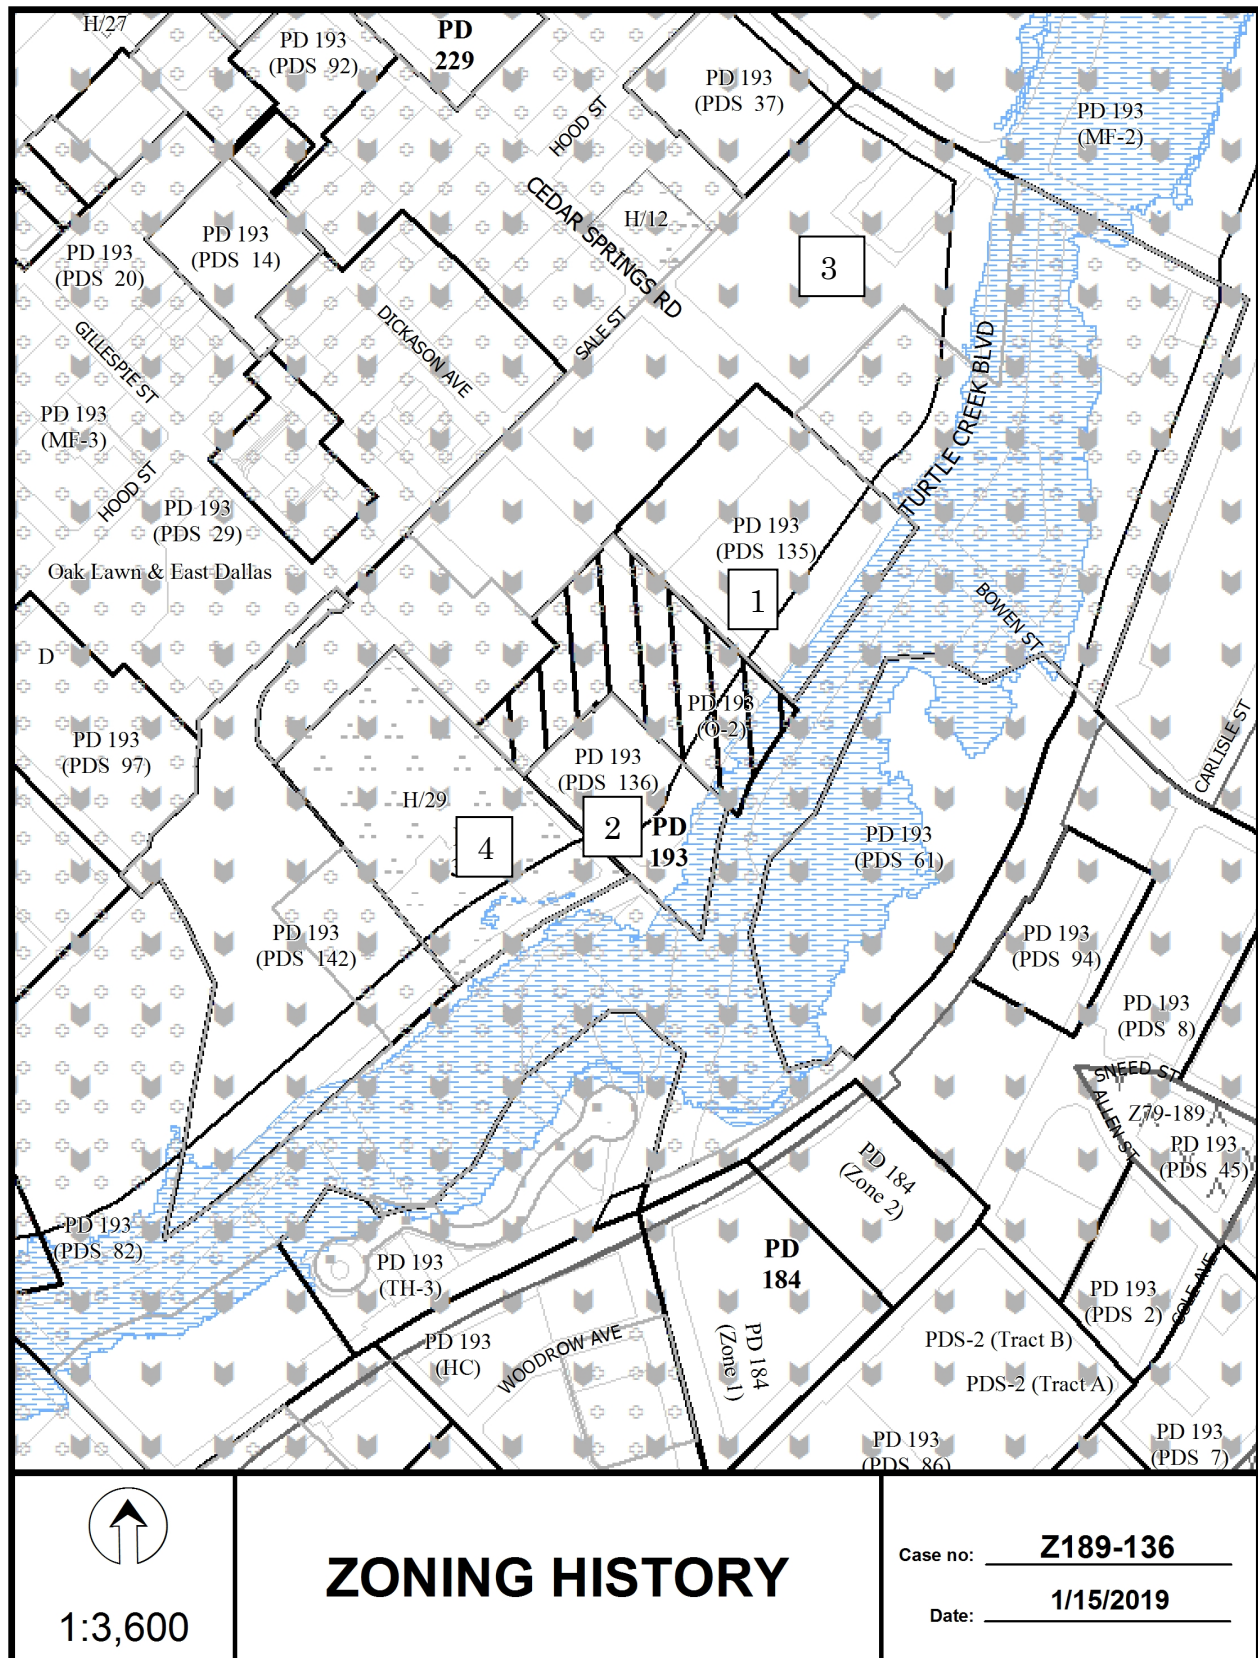 H/27
PD 193
(PDS 92)
PD
229
PD 193
(PDS 37)
PD 193
(MF-2)
HOOD ST
CEDAR SPRINGS RD
H/12
PD 193
(PDS 20)
PD 193
(PDS 14)
3
GILLESPIE ST
DICKASON AVE
SALE ST
TURTLE CREEK BLVD
PD 193
(MF-3)
HOOD ST
PD 193
(PDS 29)
PD 193
(PDS 135)
Oak Lawn & East Dallas
1
BOWEN ST
D
PD 193
(O-2)
PD 193
(PDS 97)
PD 193
(PDS 136)
CARLISLE ST
H/29
4
2
PD
193
PD 193
(PDS 61)
PD 193
(PDS 142)
PD 193
(PDS 94)
PD 193
(PDS 8)
SNEED ST
ALLEN ST
Z79-189
PD 193
(PDS 45)
PD 184
(Zone 2)
PD 193
(PDS 82)
PD 193
(TH-3)
PD
184
PD 193
(PDS 2)
COLE AVE
PD 193
(HC)
WOODROW AVE
PD 184
(Zone 1)
PDS-2 (Tract B)
PDS-2 (Tract A)
PD 193
(PDS 86)
PD 193
(PDS 7)
1:3,600
ZONING HISTORY
Case no: Z189-136
Date: 1/15/2019